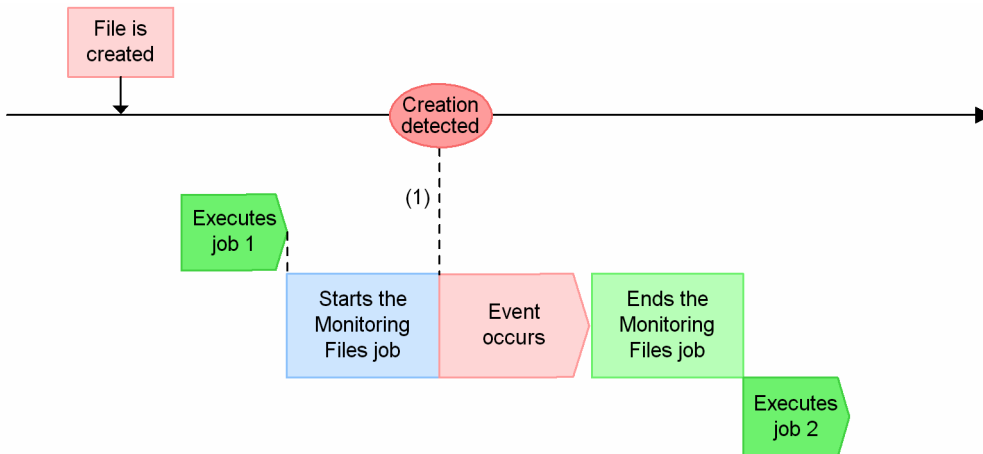 File is
created
Creation
detected
(1)
Executes
job 1
Starts the
Monitoring
Files job
Event
occurs
Ends the
Monitoring
Files job
Executes
job 2